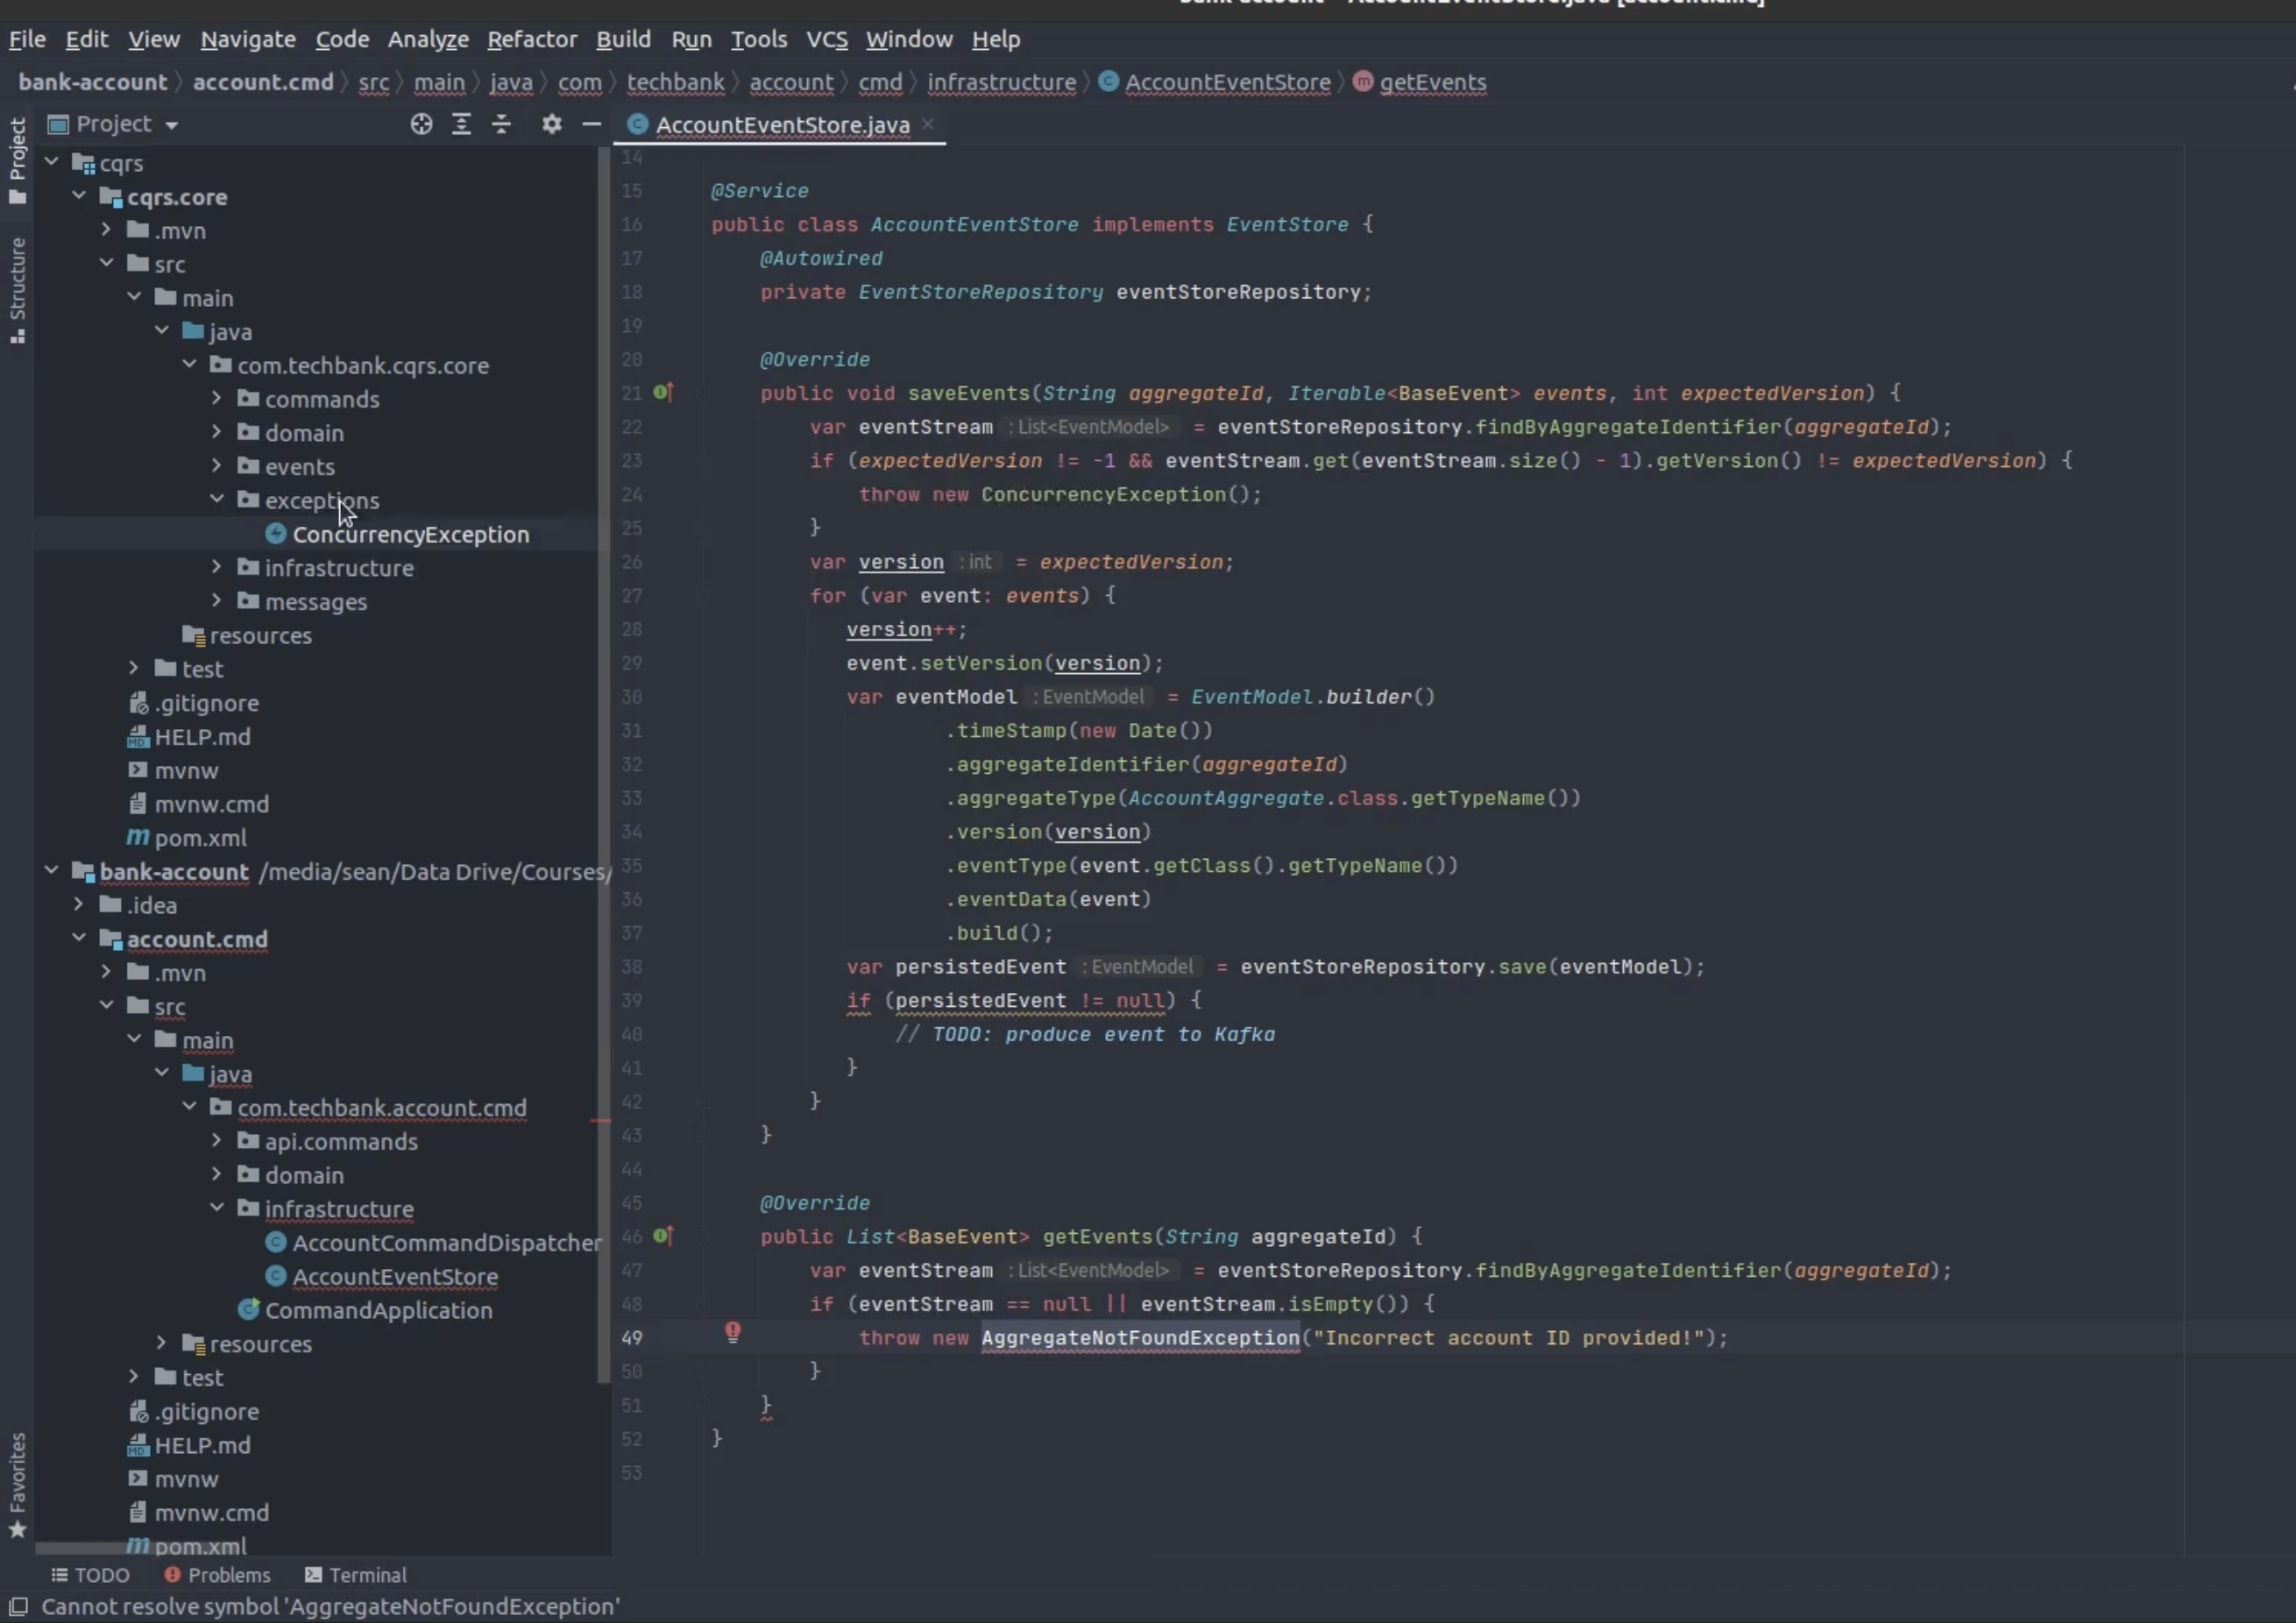 File Edit View Navigate Code Analyze Refactor Build Run Tools VCS Window Help
bank-account › account.cmd › src › main › java › com › techbank › account › cmd › infrastructure › AccountEventStore › getEvents
Project
AccountEventStore.java
Project
Structure
Favorites
cqrs
cqrs.core
.mvn
src
main
java
com.techbank.cqrs.core
commands
domain
events
exceptions
ConcurrencyException
infrastructure
messages
resources
test
.gitignore
HELP.md
mvnw
mvnw.cmd
pom.xml
bank-account /media/sean/Data Drive/Courses/
.idea
account.cmd
.mvn
src
main
java
com.techbank.account.cmd
api.commands
domain
infrastructure
AccountCommandDispatcher
AccountEventStore
CommandApplication
resources
test
.gitignore
HELP.md
mvnw
mvnw.cmd
pom.xml
14
15 @Service
16 public class AccountEventStore implements EventStore {
17 @Autowired
18 private EventStoreRepository eventStoreRepository;
19
20 @Override
21 public void saveEvents(String aggregateId, Iterable<BaseEvent> events, int expectedVersion) {
22 var eventStream : List<EventModel> = eventStoreRepository.findByAggregateIdentifier(aggregateId);
23 if (expectedVersion != -1 && eventStream.get(eventStream.size() - 1).getVersion() != expectedVersion) {
24 throw new ConcurrencyException();
25 }
26 var version : int = expectedVersion;
27 for (var event: events) {
28 version++;
29 event.setVersion(version);
30 var eventModel : EventModel = EventModel.builder()
31 .timeStamp(new Date())
32 .aggregateIdentifier(aggregateId)
33 .aggregateType(AccountAggregate.class.getTypeName())
34 .version(version)
35 .eventType(event.getClass().getTypeName())
36 .eventData(event)
37 .build();
38 var persistedEvent : EventModel = eventStoreRepository.save(eventModel);
39 if (persistedEvent != null) {
40 // TODO: produce event to Kafka
41 }
42 }
43 }
44
45 @Override
46 public List<BaseEvent> getEvents(String aggregateId) {
47 var eventStream : List<EventModel> = eventStoreRepository.findByAggregateIdentifier(aggregateId);
48 if (eventStream == null || eventStream.isEmpty()) {
49 throw new AggregateNotFoundException("Incorrect account ID provided!");
50 }
51 }
52 }
53
TODO Problems Terminal
Cannot resolve symbol 'AggregateNotFoundException'